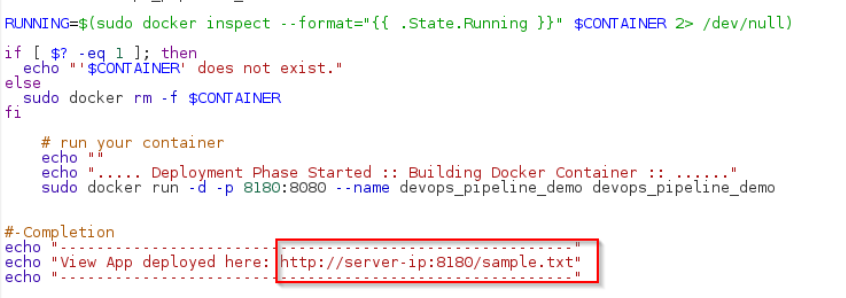 RUNNING=$(sudo docker inspect --format="{{ .State.Running }}" $CONTAINER 2> /dev/null)
if [ $? -eq 1 ]; then
echo "'$CONTAINER' does not exist."
else
sudo docker rm -f $CONTAINER
fi
# run your container
echo ""
echo "..... Deployment Phase Started :: Building Docker Container :: ......"
sudo docker run -d -p 8180:8080 --name devops_pipeline_demo devops_pipeline_demo
#-Completion
echo "--------------------------------------------------------"
echo "View App deployed here: http://server-ip:8180/sample.txt"
echo "--------------------------------------------------------"